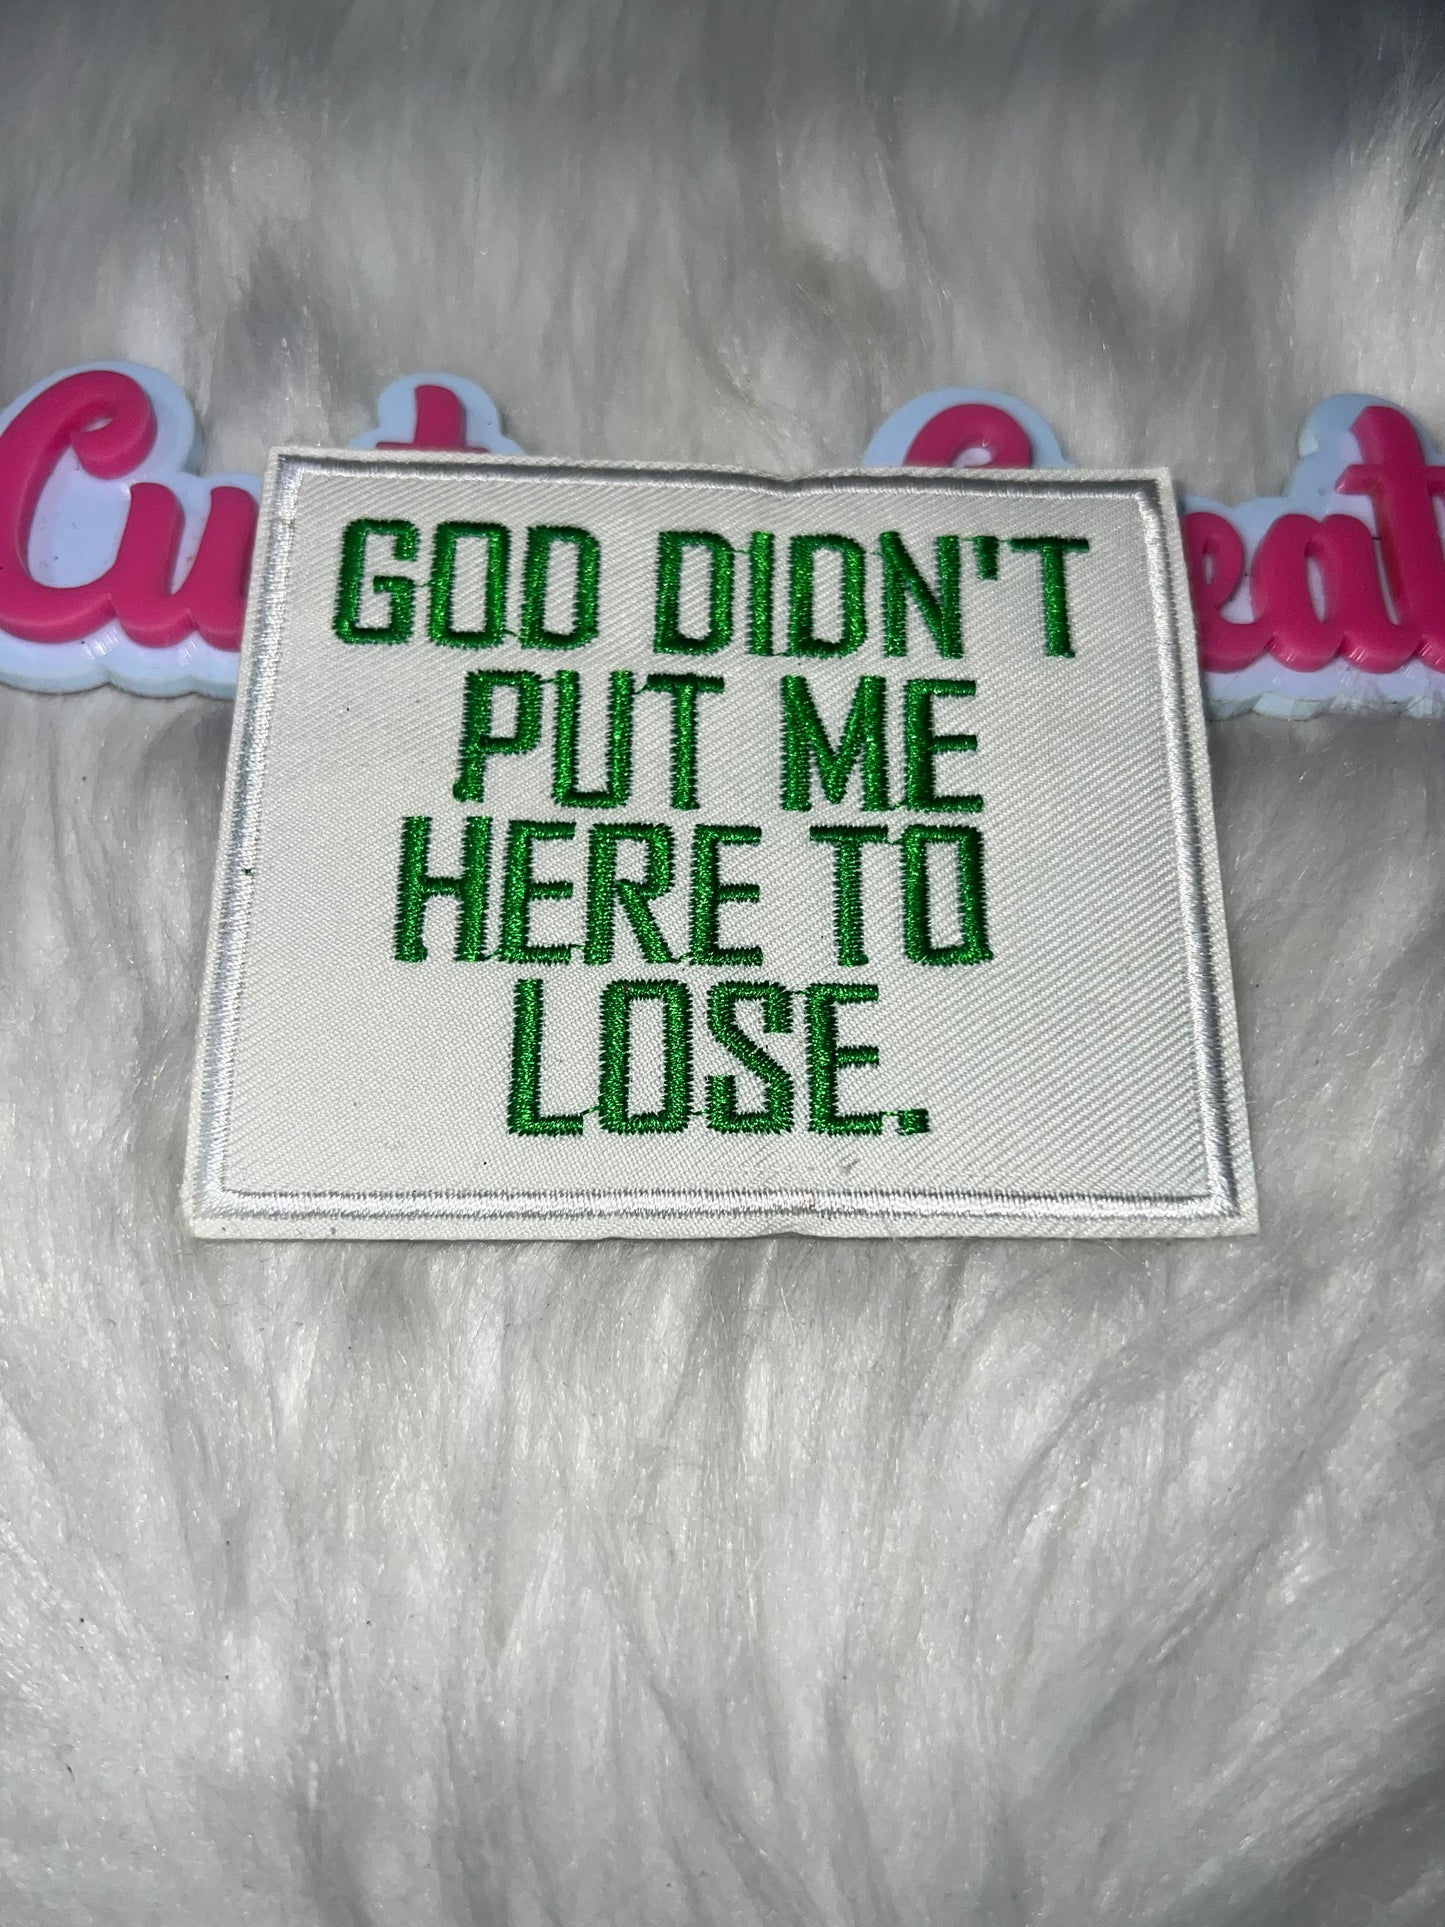 GOD DIDN'T
PUT ME
HERE TO
LOSE.